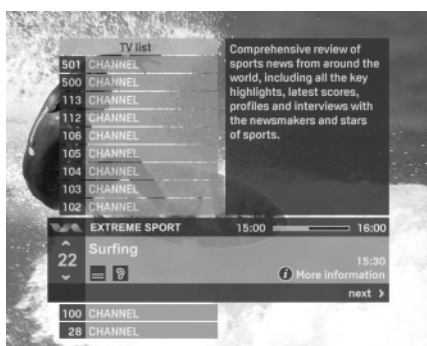 TV list
501 CHANNEL
500 CHANNEL
113 CHANNEL
112 CHANNEL
106 CHANNEL
105 CHANNEL
104 CHANNEL
103 CHANNEL
102 CHANNEL
Comprehensive review of
sports news from around the
world, including all the key
highlights, latest scores,
profiles and interviews with
the newsmakers and stars
of sports.
EXTREME SPORT 15:00 16:00
22 Surfing
15:30
i More information
next
100 CHANNEL
28 CHANNEL